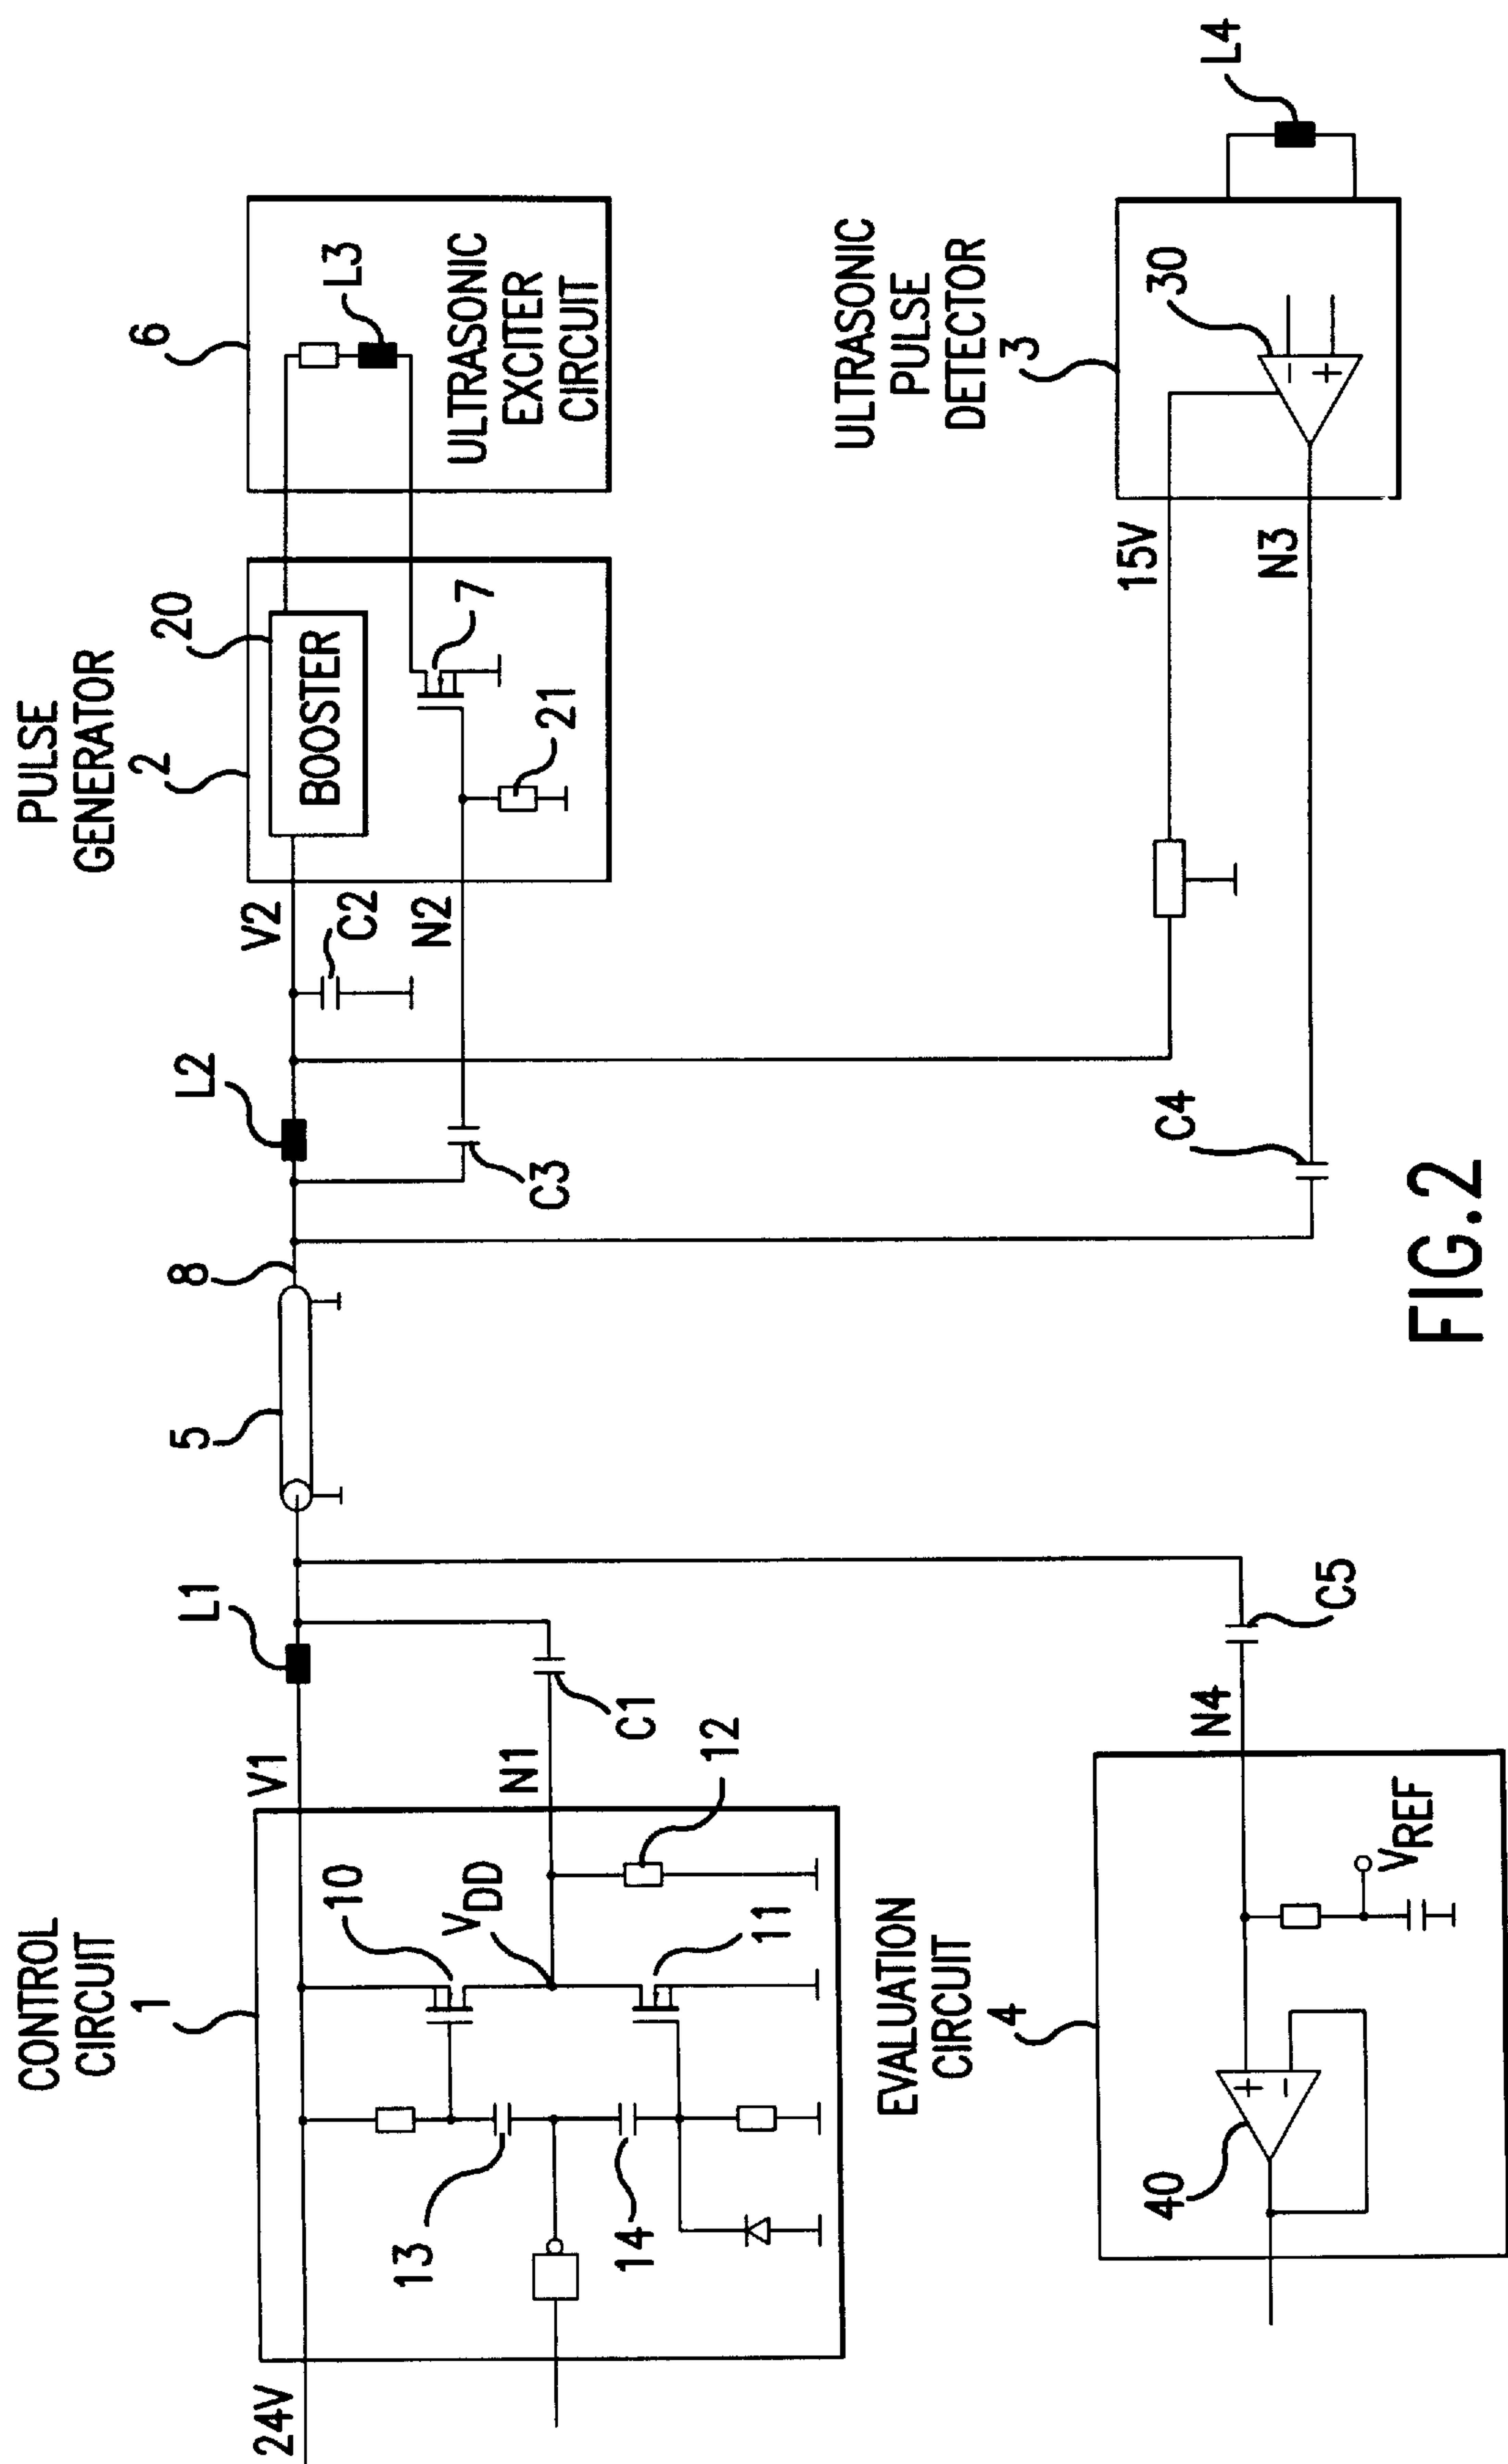 CONTROL
CIRCUIT
1
24V
V1
10
VDD
N1
12
11
13
14
C1
L1
5
8
L2
C3
V2
C2
N2
PULSE
GENERATOR
2
20
BOOSTER
7
21
6
L3
ULTRASONIC
EXCITER
CIRCUIT
EVALUATION
CIRCUIT
4
40
+
-
VREF
N4
C5
C4
15V
N3
ULTRASONIC
PULSE
DETECTOR
3
30
-
+
L4
FIG.2